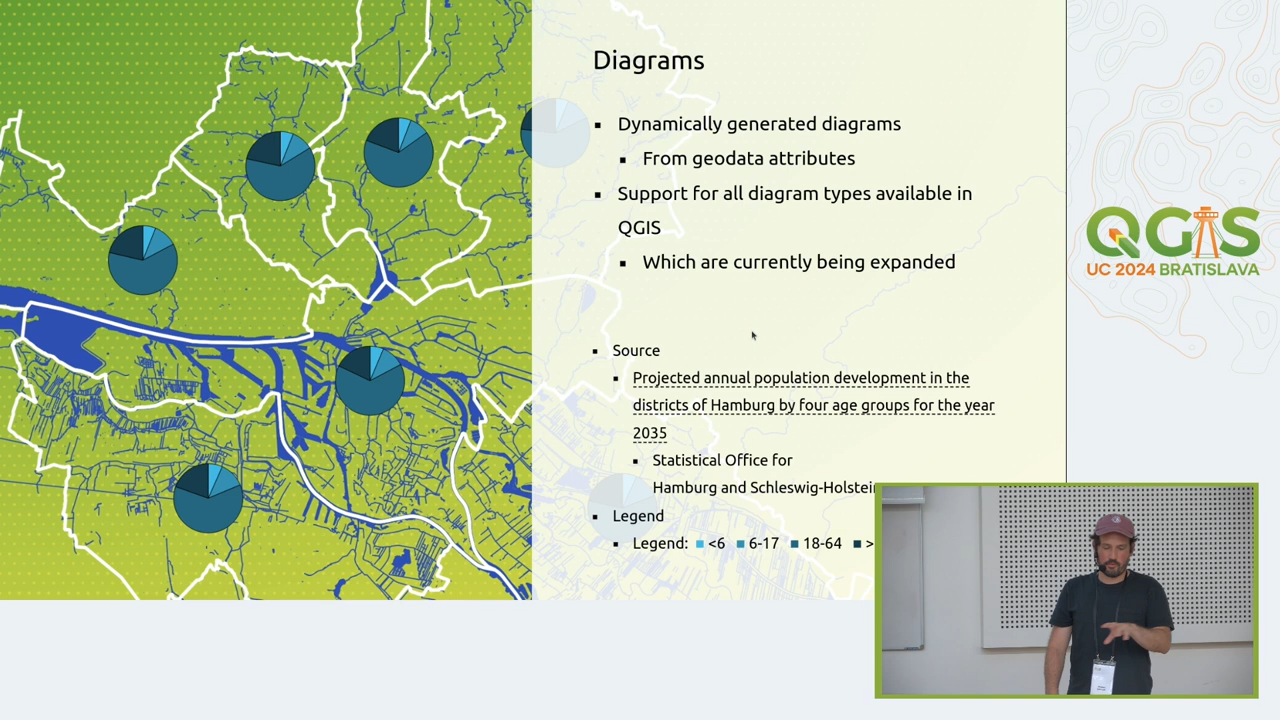 Diagrams
Dynamically generated diagrams
From geodata attributes
Support for all diagram types available in
QGIS
Which are currently being expanded
Source
Projected annual population development in the
districts of Hamburg by four age groups for the year
2035
Statistical Office for
Hamburg and Schleswig-Holstein
Legend
Legend: <6 6-17 18-64 >
QGIS
UC 2024 BRATISLAVA